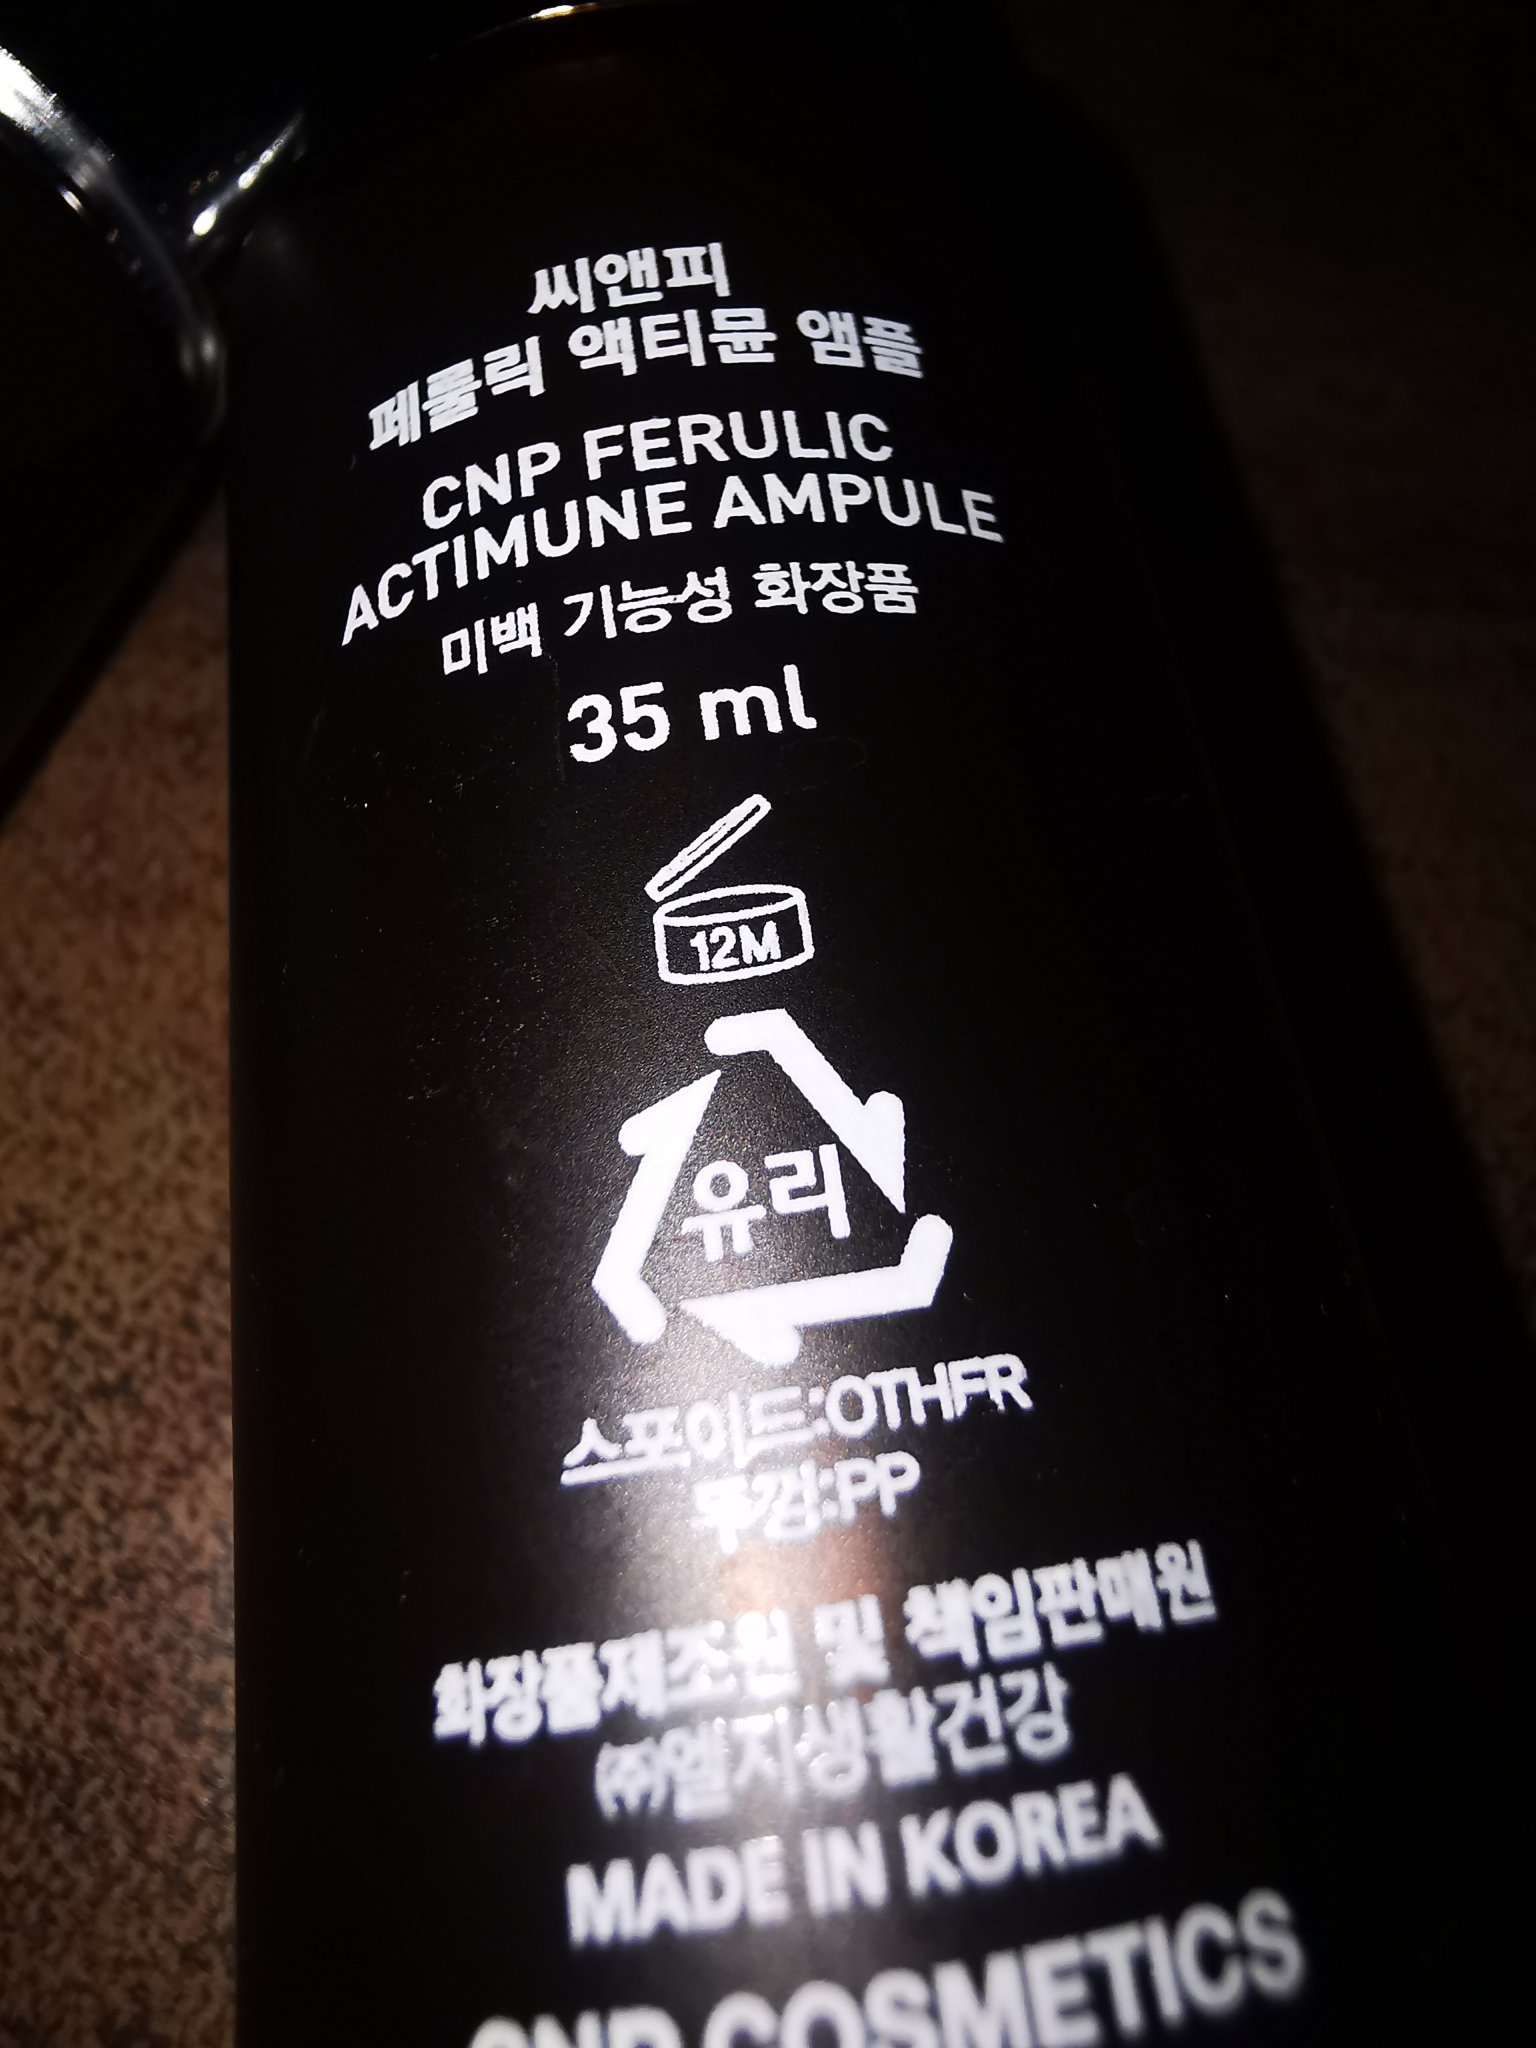 씨앤피
페룰릭 액티뮨 앰플
CNP FERULIC
ACTIMUNE AMPULE
미백 기능성 화장품
35 ml
12M
유리
스포이드:OTHER
뚜껑:PP
화장품제조원 및 책임판매원
㈜엘지생활건강
MADE IN KOREA
CNP COSMETICS